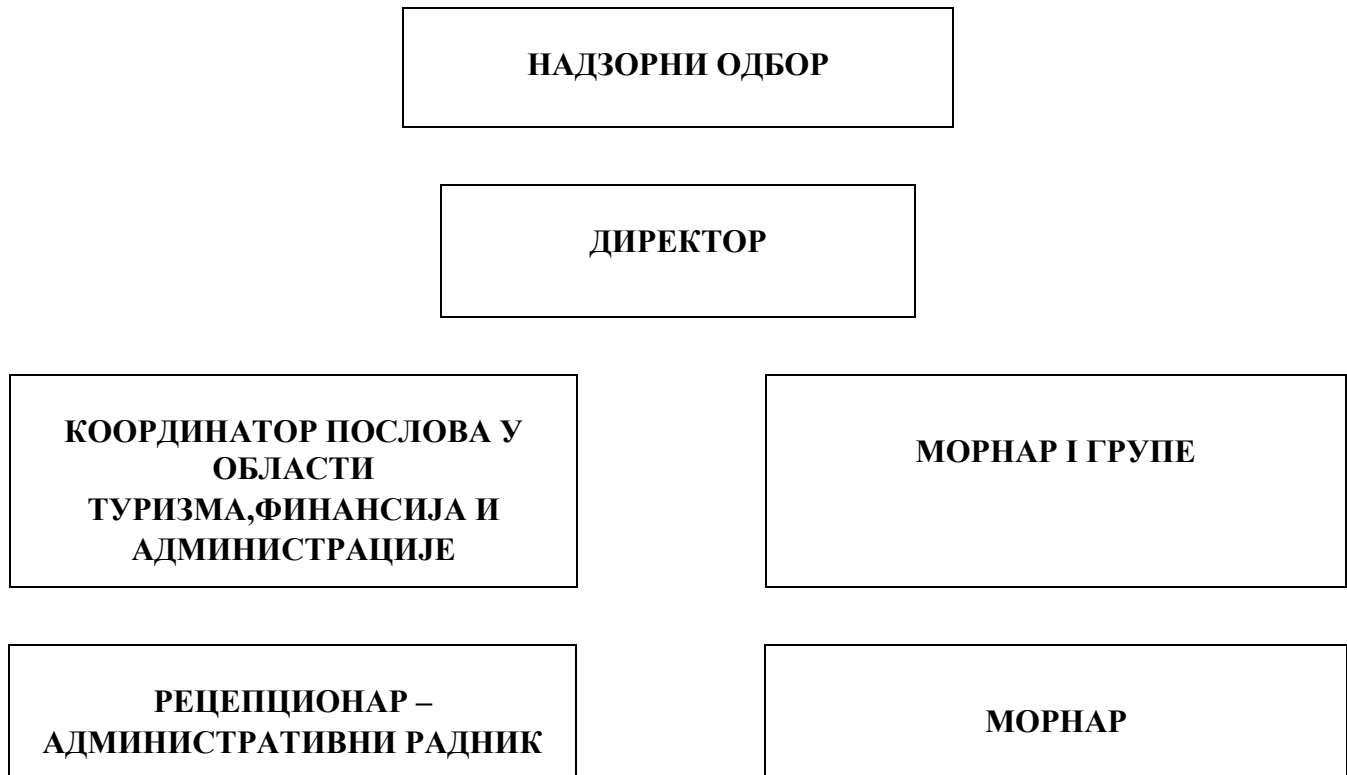 НАДЗОРНИ ОДБОР
ДИРЕКТОР
КООРДИНАТОР ПОСЛОВА У
ОБЛАСТИ
ТУРИЗМА,ФИНАНСИЈА И
АДМИНИСТРАЦИЈЕ
МОРНАР I ГРУПЕ
РЕЦЕПЦИОНАР –
АДМИНИСТРАТИВНИ РАДНИК
МОРНАР